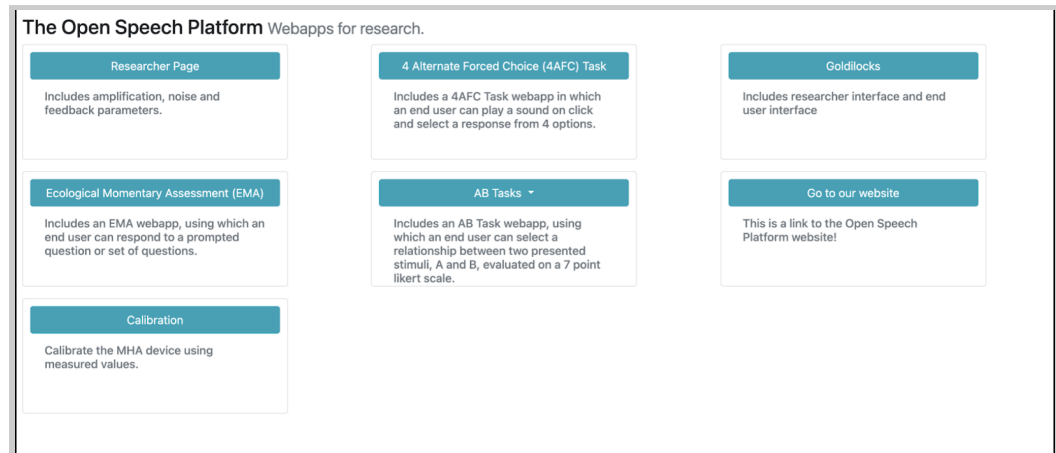 The Open Speech Platform Webapps for research.
Researcher Page
Includes amplification, noise and
feedback parameters.
4 Alternate Forced Choice (4AFC) Task
Includes a 4AFC Task webapp in which
an end user can play a sound on click
and select a response from 4 options.
Goldilocks
Includes researcher interface and end
user interface
Ecological Momentary Assessment (EMA)
Includes an EMA webapp, using which an
end user can respond to a prompted
question or set of questions.
AB Tasks
Includes an AB Task webapp, using
which an end user can select a
relationship between two presented
stimuli, A and B, evaluated on a 7 point
likert scale.
Go to our website
This is a link to the Open Speech
Platform website!
Calibration
Calibrate the MHA device using
measured values.